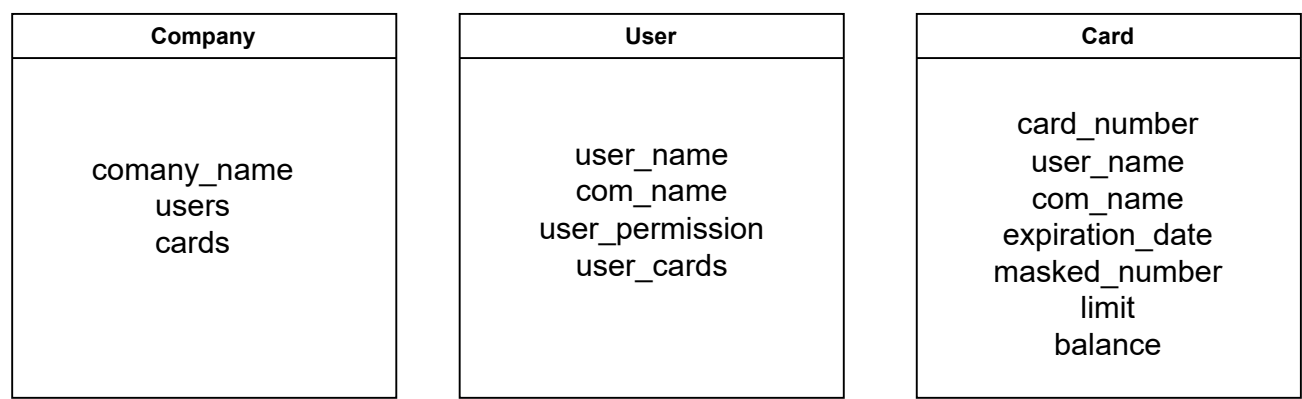 Company
comany_name
users
cards
User
user_name
com_name
user_permission
user_cards
Card
card_number
user_name
com_name
expiration_date
masked_number
limit
balance